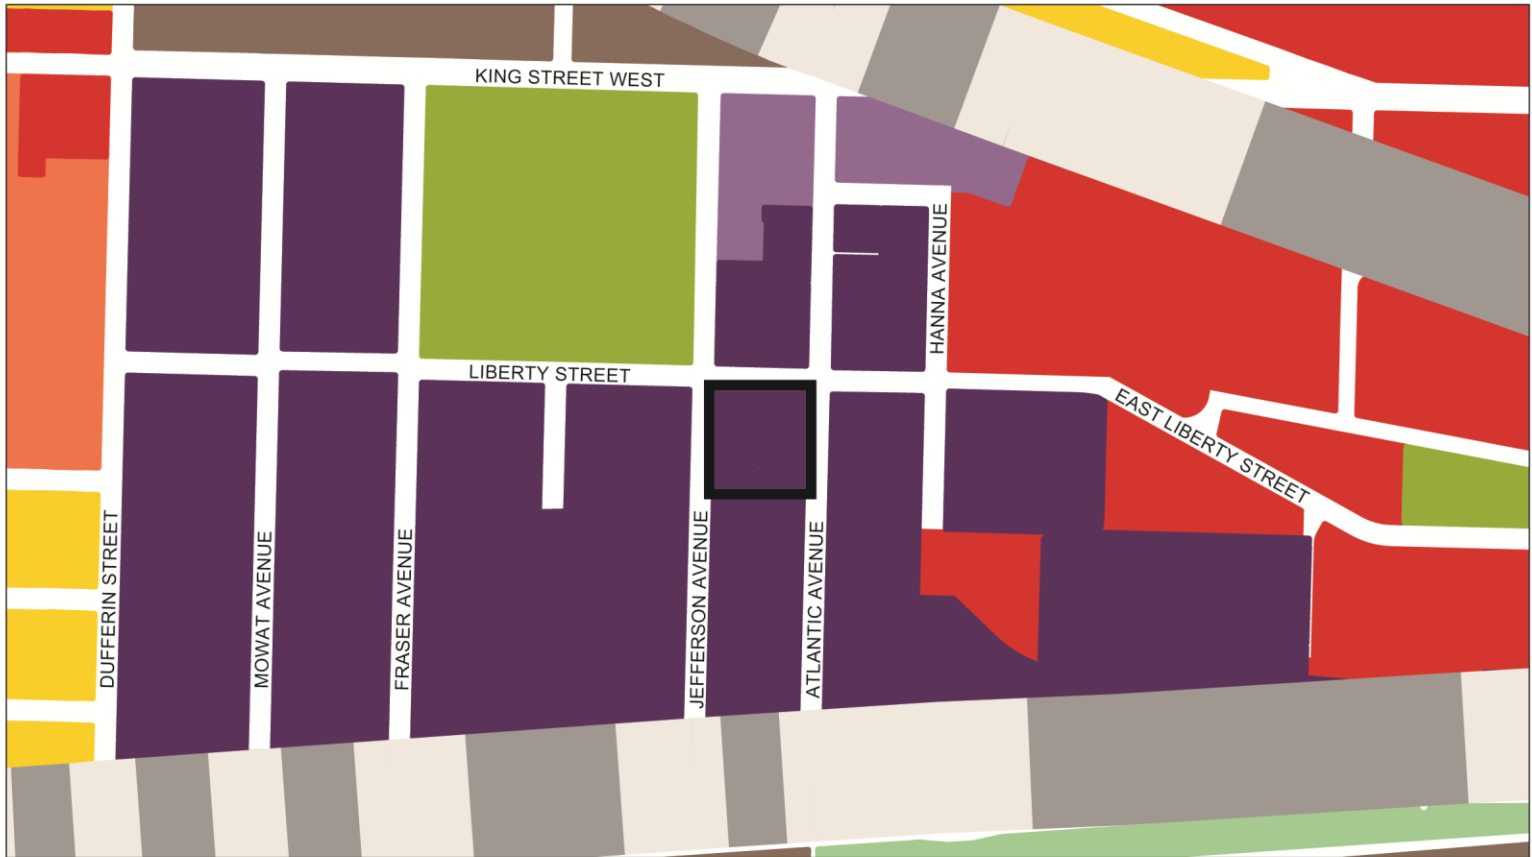 KING STREET WEST
HANNA AVENUE
LIBERTY STREET
EAST LIBERTY STREET
DUFFERIN STREET
MOWAT AVENUE
FRASER AVENUE
JEFFERSON AVENUE
ATLANTIC AVENUE